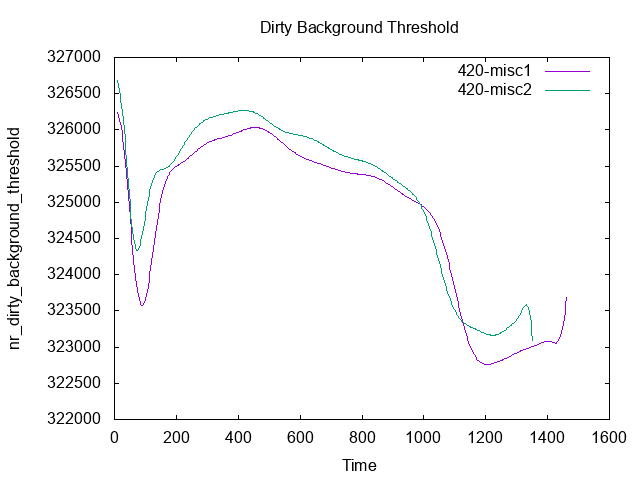 Dirty Background Threshold
327000
326500
326000
325500
325000
324500
324000
323500
323000
322500
322000
nr_dirty_background_threshold
420-misc1
420-misc2
0 200 400 600 800 1000 1200 1400 1600
Time